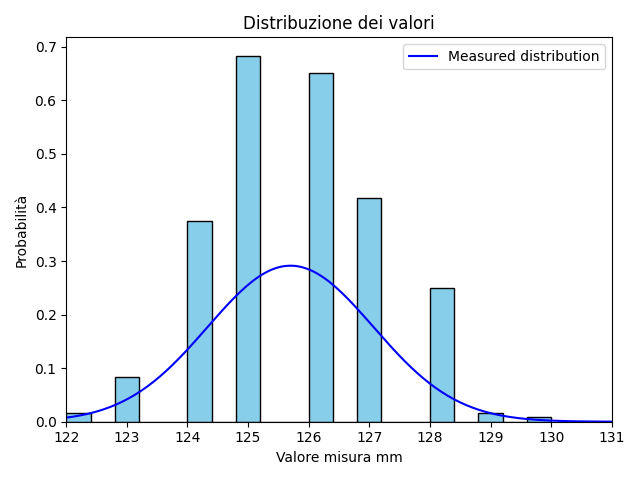 Distribuzione dei valori
Measured distribution
Probabilità
0.7
0.6
0.5
0.4
0.3
0.2
0.1
0.0
122 123 124 125 126 127 128 129 130 131
Valore misura mm